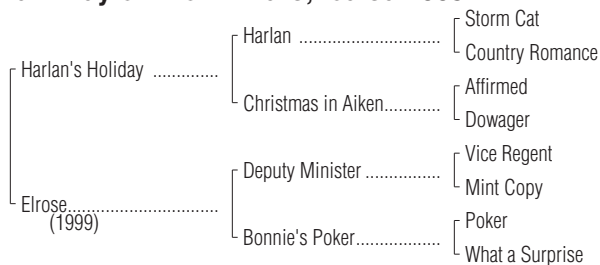 Storm Cat
Harlan ..............................
Country Romance
Harlan's Holiday ..............
Affirmed
Christmas in Aiken............
Dowager
Vice Regent
Deputy Minister ................
Mint Copy
Elrose................................
(1999)
Poker
Bonnie's Poker..................
What a Surprise